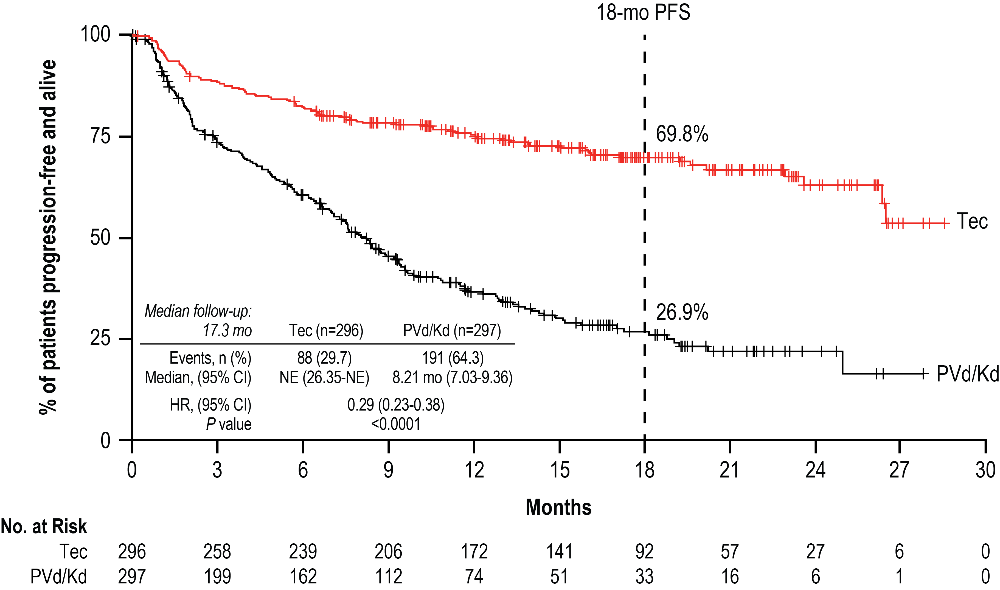 18-mo PFS
100
75
50
25
0
% of patients progression-free and alive
69.8%
26.9%
Tec
PVd/Kd
Median follow-up:
17.3 mo Tec (n=296) PVd/Kd (n=297)
Events, n (%) 88 (29.7) 191 (64.3)
Median, (95% CI) NE (26.35-NE) 8.21 mo (7.03-9.36)
HR, (95% CI) 0.29 (0.23-0.38)
P value <0.0001
0 3 6 9 12 15 18 21 24 27 30
Months
No. at Risk
Tec 296 258 239 206 172 141 92 57 27 6 0
PVd/Kd 297 199 162 112 74 51 33 16 6 1 0